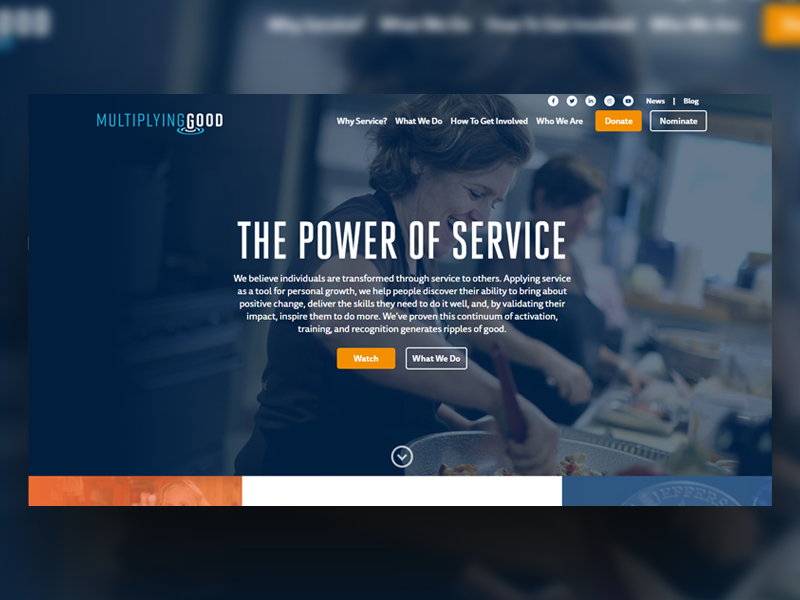 News | Blog
MULTIPLYINGGOOD
Why Service? What We Do How To Get Involved Who We Are Donate Nominate
THE POWER OF SERVICE
We believe individuals are transformed through service to others. Applying service
as a tool for personal growth, we help people discover their ability to bring about
positive change, deliver the skills they need to do it well, and, by validating their
impact, inspire them to do more. We've proven this continuum of activation,
training, and recognition generates ripples of good.
Watch What We Do